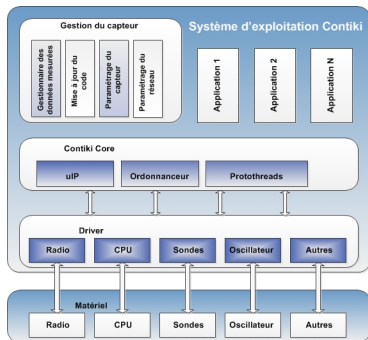 Gestion du capteur
Système d'exploitation Contiki
Gestionnaire des
données mesurées
Mise à jour du
code
Paramétrage du
capteur
Paramétrage du
réseau
Application 1
Application 2
Application N
Contiki Core
uIP
Ordonnanceur
Protothreads
Driver
Radio
CPU
Sondes
Oscillateur
Autres
Matériel
Radio
CPU
Sondes
Oscillateur
Autres